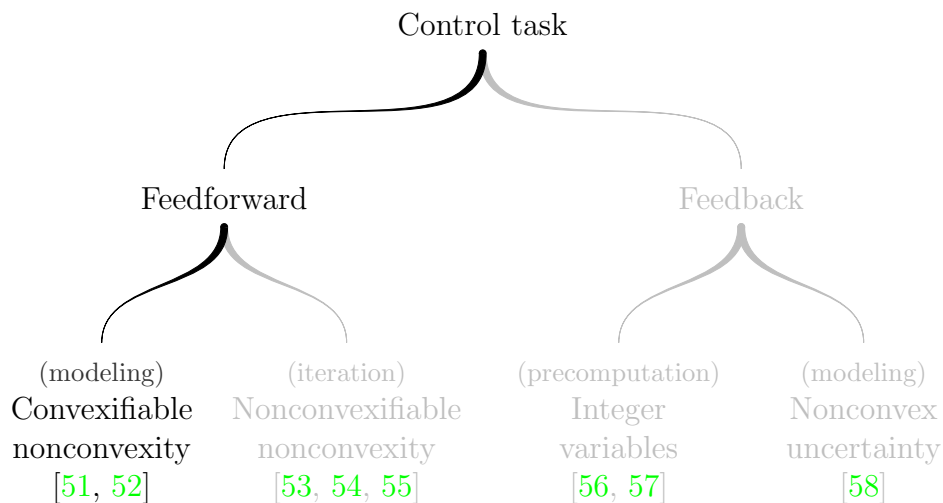 Control task
Feedforward
Feedback
(modeling)
Convexifiable
nonconvexity
[51, 52]
(iteration)
Nonconvexifiable
nonconvexity
[53, 54, 55]
(precomputation)
Integer
variables
[56, 57]
(modeling)
Nonconvex
uncertainty
[58]